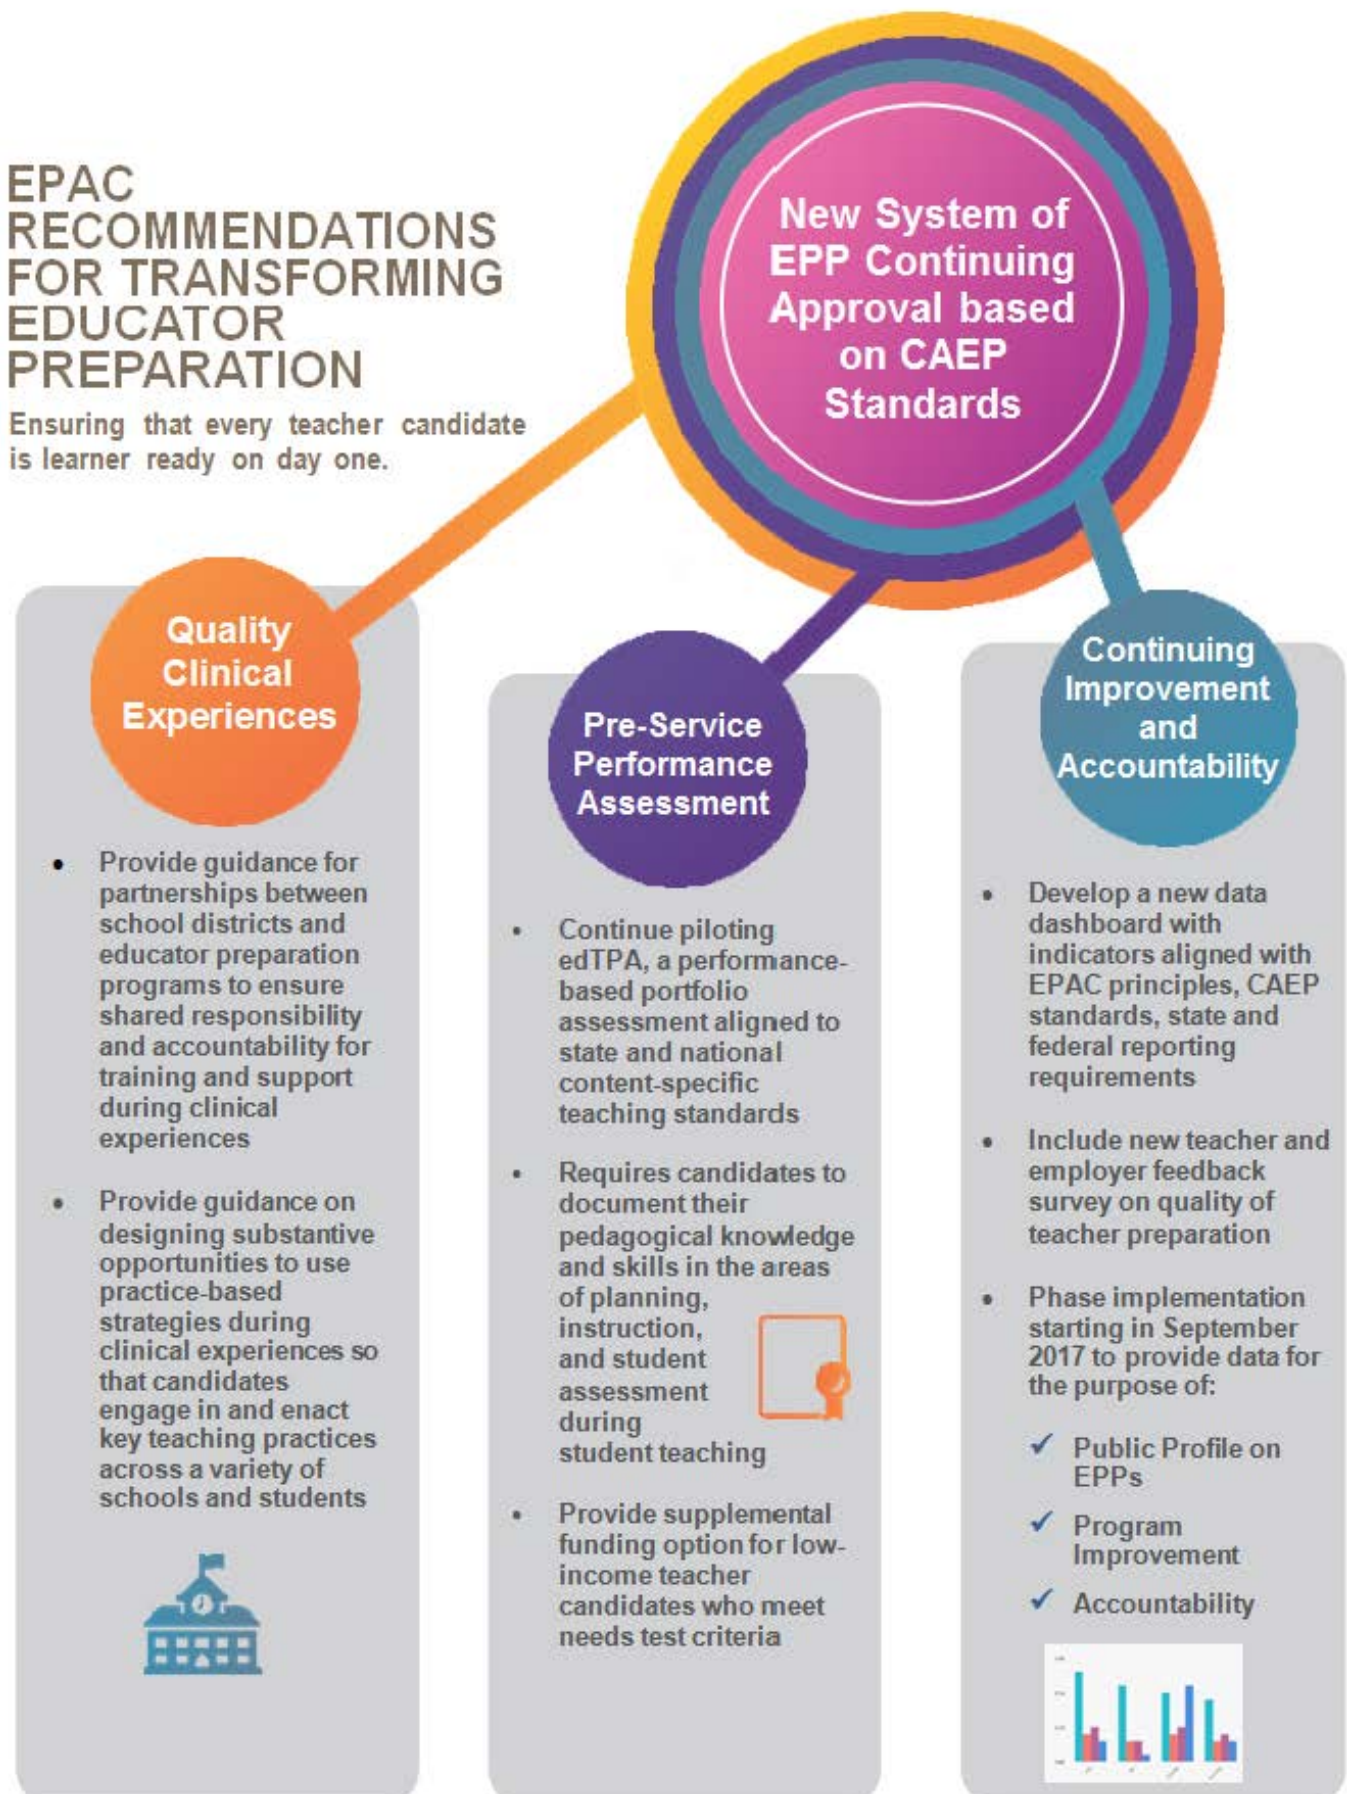 EPAC
RECOMMENDATIONS
FOR TRANSFORMING
EDUCATOR
PREPARATION
Ensuring that every teacher candidate
is learner ready on day one.
New System of
EPP Continuing
Approval based
on CAEP
Standards
Quality
Clinical
Experiences
• Provide guidance for
partnerships between
school districts and
educator preparation
programs to ensure
shared responsibility
and accountability for
training and support
during clinical
experiences
• Provide guidance on
designing substantive
opportunities to use
practice-based
strategies during
clinical experiences so
that candidates
engage in and enact
key teaching practices
across a variety of
schools and students
Pre-Service
Performance
Assessment
• Continue piloting
edTPA, a performance-
based portfolio
assessment aligned to
state and national
content-specific
teaching standards
• Requires candidates to
document their
pedagogical knowledge
and skills in the areas
of planning,
instruction,
and student
assessment
during
student teaching
• Provide supplemental
funding option for low-
income teacher
candidates who meet
needs test criteria
Continuing
Improvement
and
Accountability
• Develop a new data
dashboard with
indicators aligned with
EPAC principles, CAEP
standards, state and
federal reporting
requirements
• Include new teacher and
employer feedback
survey on quality of
teacher preparation
• Phase implementation
starting in September
2017 to provide data for
the purpose of:
✓ Public Profile on
EPPs
✓ Program
Improvement
✓ Accountability